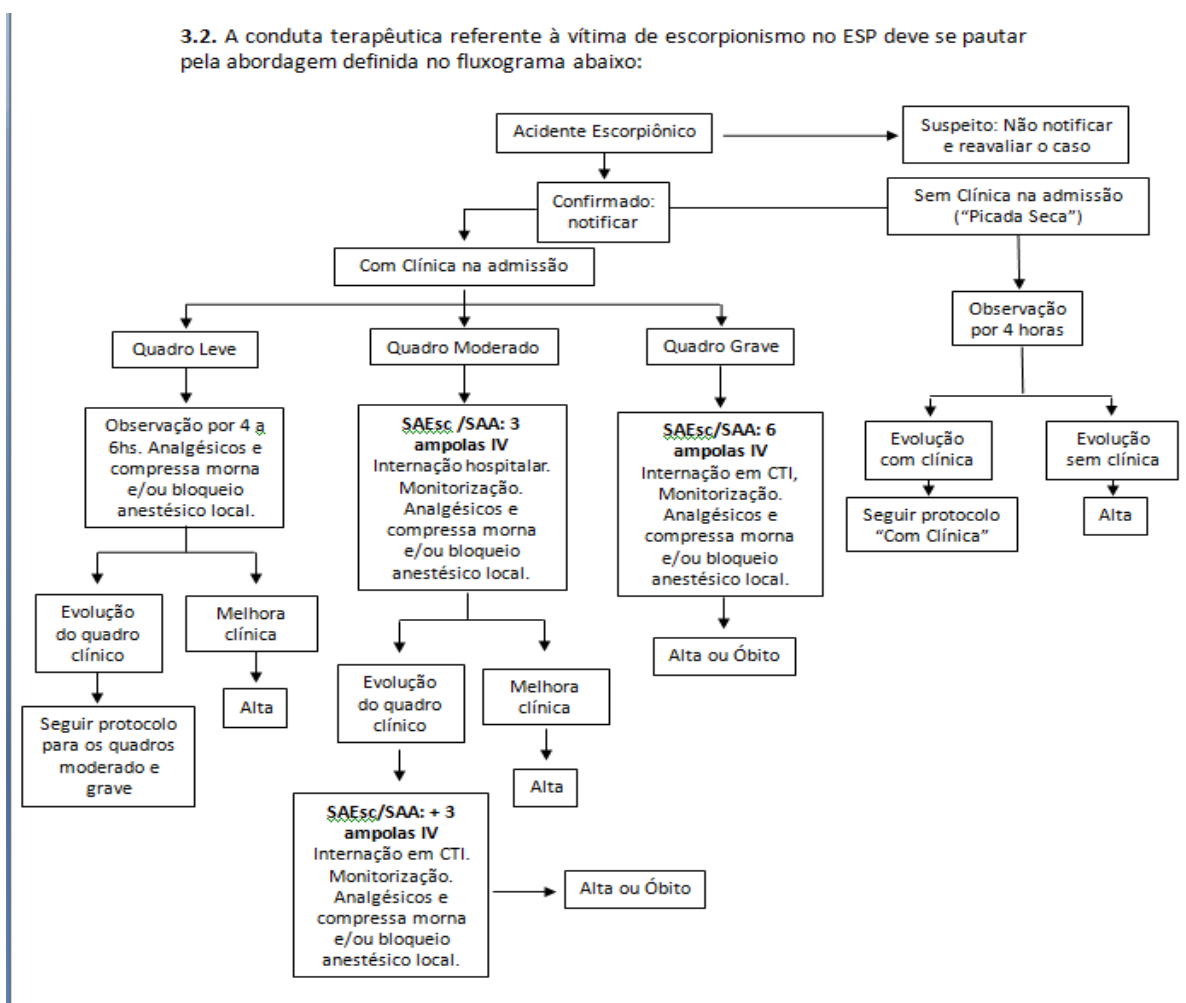 3.2. A conduta terapêutica referente à vítima de escorpionismo no ESP deve se pautar
pela abordagem definida no fluxograma abaixo:
Acidente Escorpiônico
Suspeito: Não notificar
e reavaliar o caso
Confirmado:
notificar
Sem Clínica na admissão
(“Picada Seca”)
Com Clínica na admissão
Observação
por 4 horas
Quadro Leve
Quadro Moderado
Quadro Grave
Observação por 4 a
6hs. Analgésicos e
compressa morna
e/ou bloqueio
anestésico local.
SAEsc /SAA: 3
ampolas IV
Internação hospitalar.
Monitorização.
Analgésicos e
compressa morna
e/ou bloqueio
anestésico local.
SAEsc/SAA: 6
ampolas IV
Internação em CTI,
Monitorização.
Analgésicos e
compressa morna
e/ou bloqueio
anestésico local.
Evolução
com clínica
Evolução
sem clínica
Seguir protocolo
“Com Clínica”
Alta
Evolução
do quadro
clínico
Melhora
clínica
Alta ou Óbito
Seguir protocolo
para os quadros
moderado e
grave
Alta
Evolução
do quadro
clínico
Melhora
clínica
Alta
SAEsc/SAA: + 3
ampolas IV
Internação em CTI.
Monitorização.
Analgésicos e
compressa morna
e/ou bloqueio
anestésico local.
Alta ou Óbito